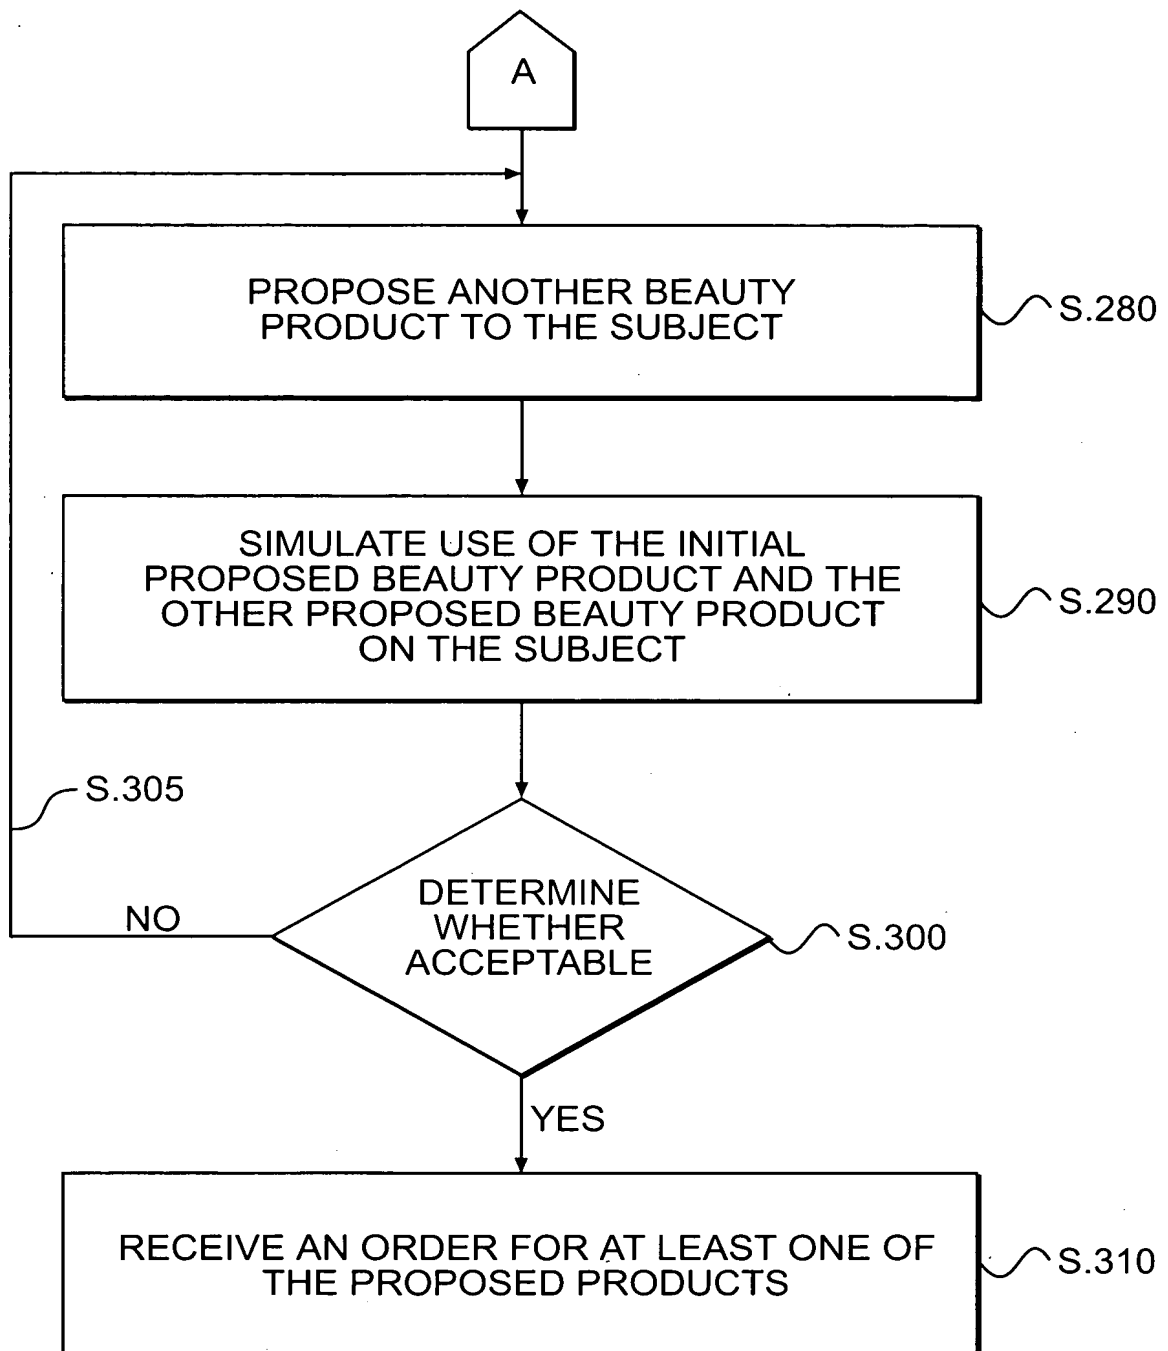 A
PROPOSE ANOTHER BEAUTY
PRODUCT TO THE SUBJECT
S.280
SIMULATE USE OF THE INITIAL
PROPOSED BEAUTY PRODUCT AND THE
OTHER PROPOSED BEAUTY PRODUCT
ON THE SUBJECT
S.290
S.305
NO
DETERMINE
WHETHER
ACCEPTABLE
S.300
YES
RECEIVE AN ORDER FOR AT LEAST ONE OF
THE PROPOSED PRODUCTS
S.310